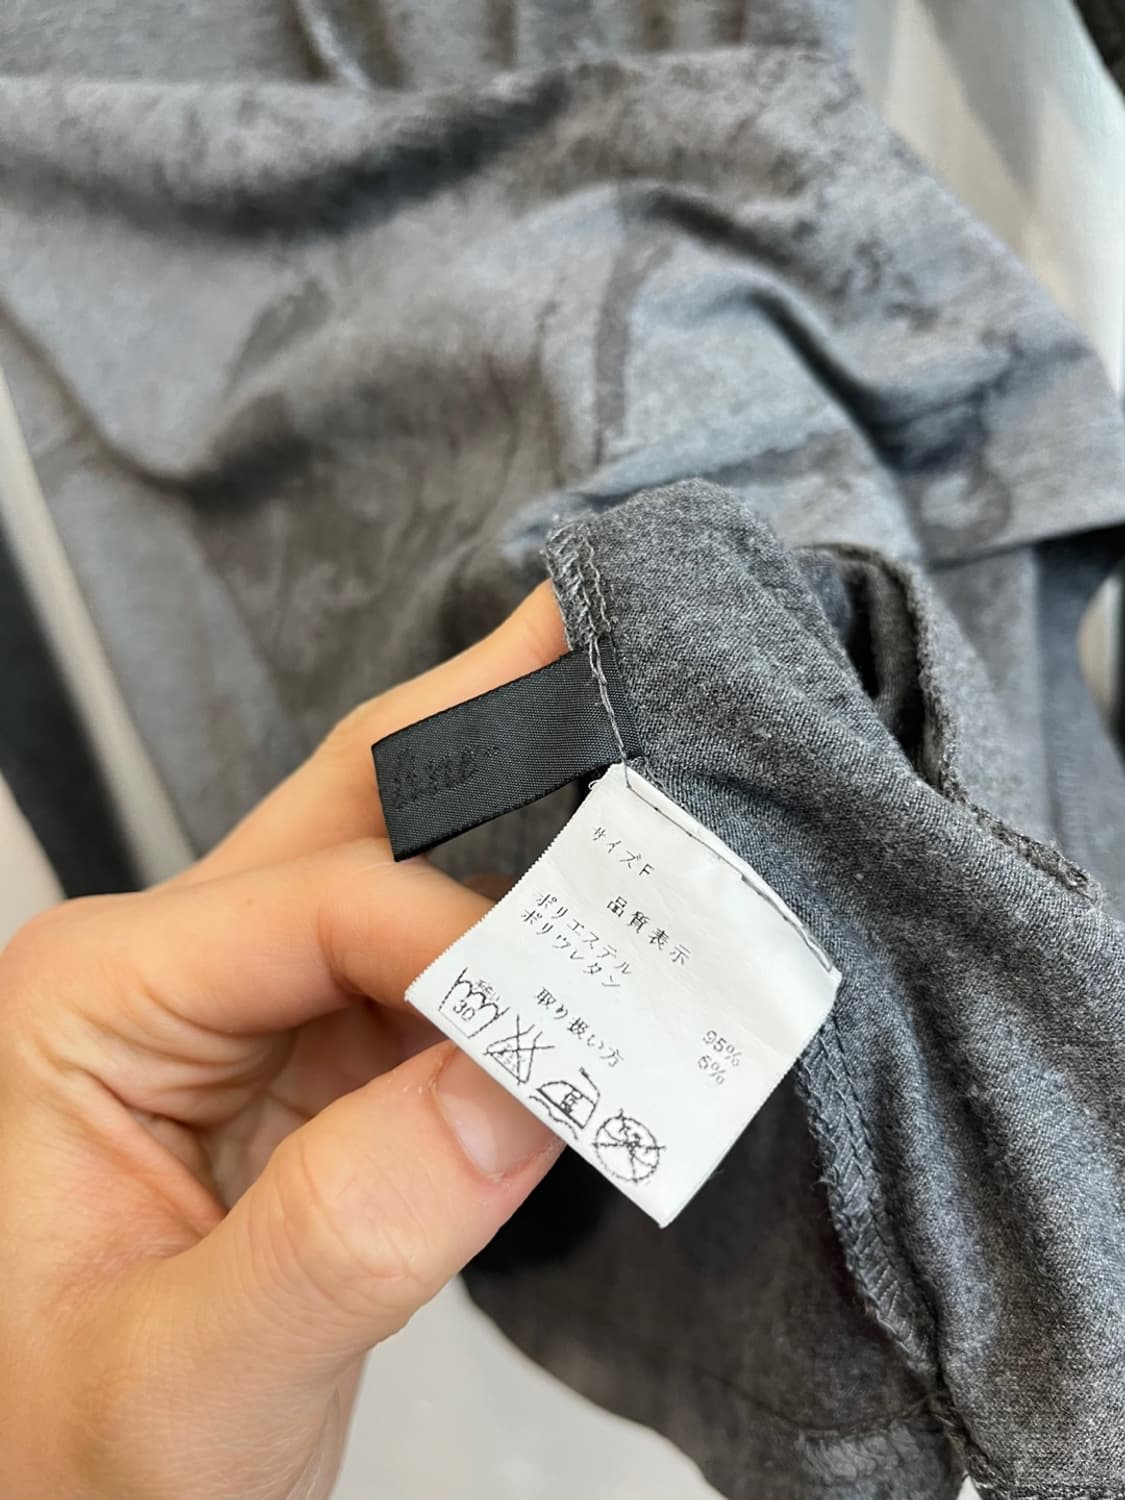 サイズF
品質表示
ポリエステル 95%
ポリウレタン 5%
取り扱い方
30